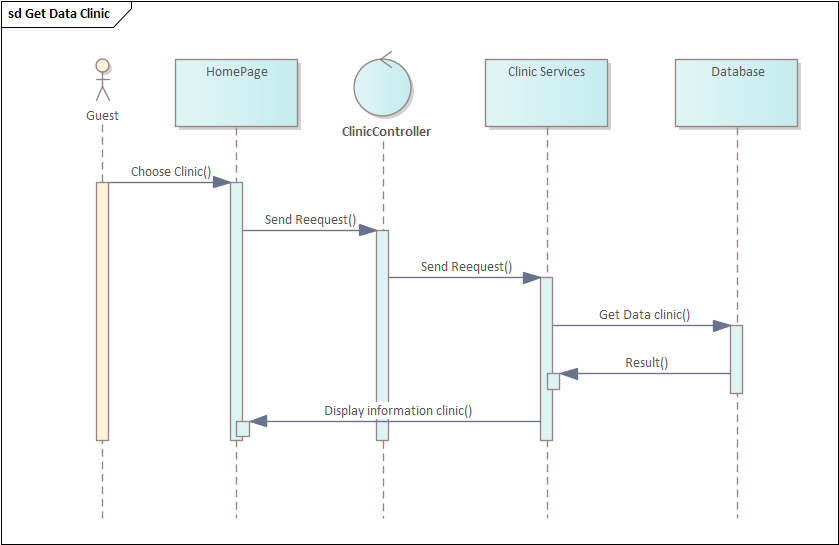 sd Get Data Clinic
HomePage
Clinic Services
Database
Guest
ClinicController
Choose Clinic()
Send Reequest()
Send Reequest()
Get Data clinic()
Result()
Display information clinic()